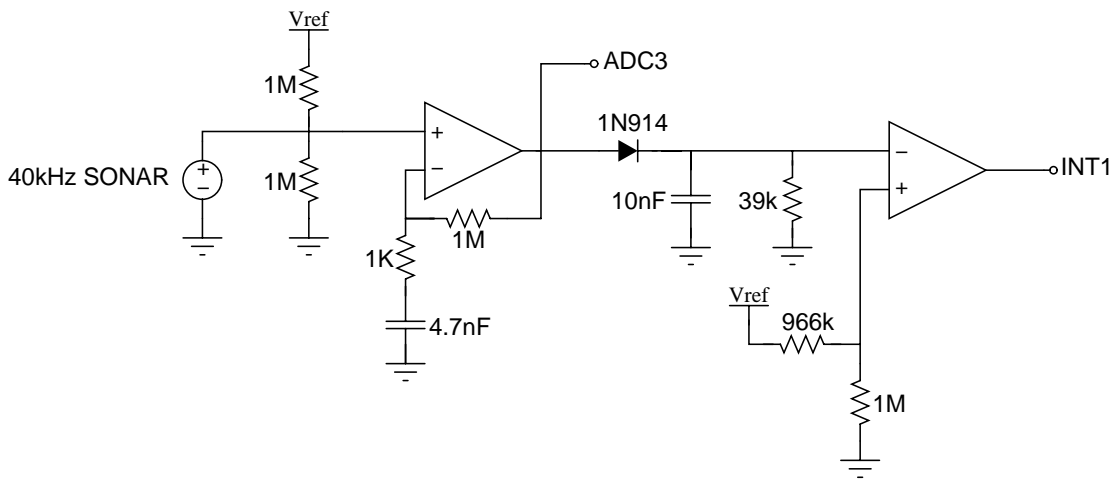 Vref
1M
ADC3
+
1N914
−
+
−
40kHz SONAR
1M
−
+
INT1
10nF
39k
1M
1K
Vref
966k
4.7nF
1M